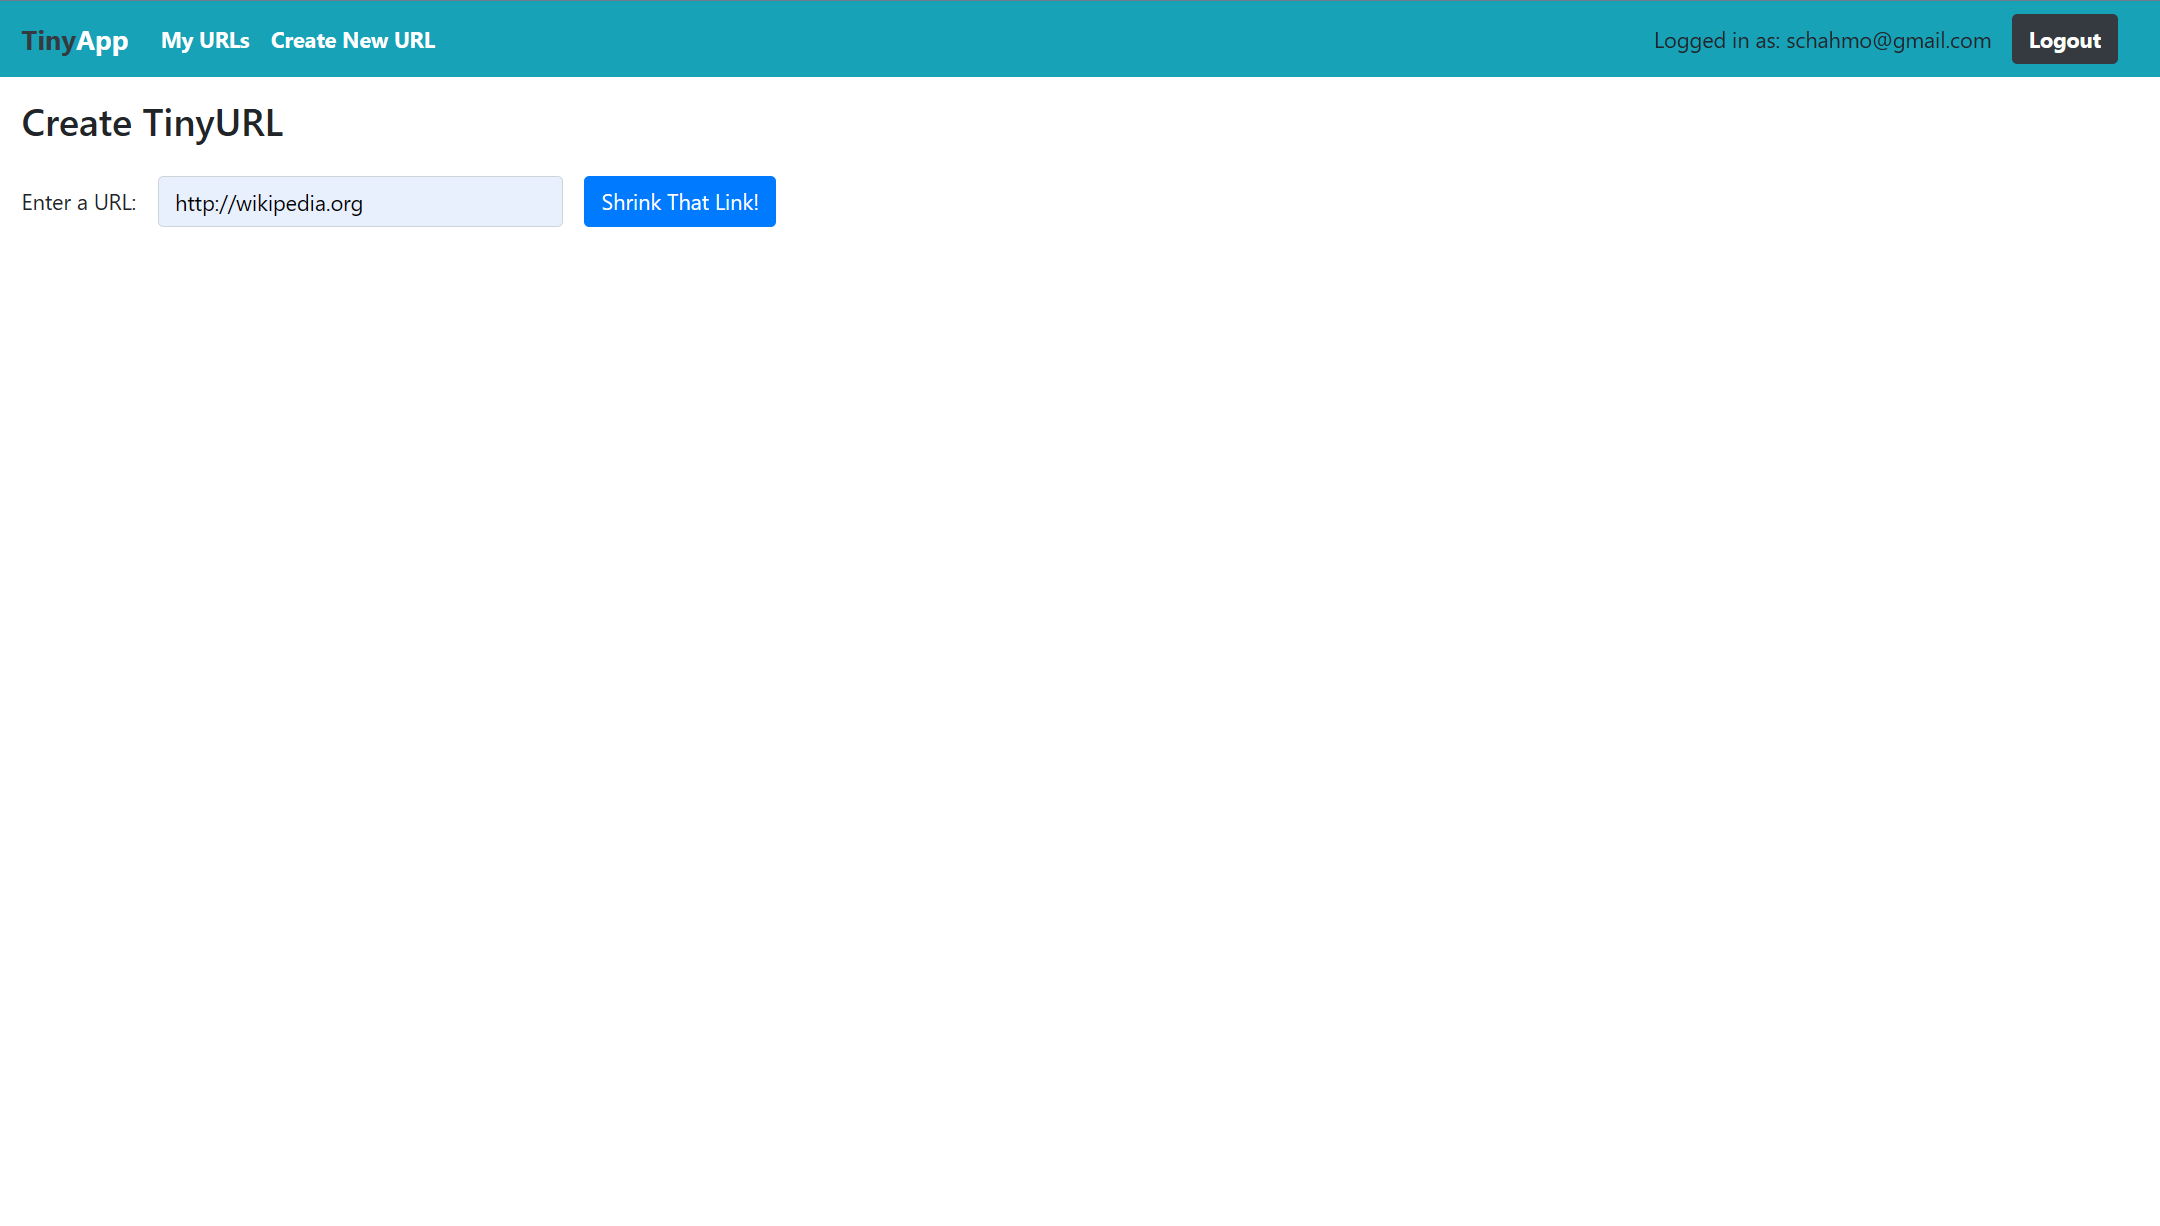 TinyApp My URLs Create New URL Logged in as: schahmo@gmail.com Logout
Create TinyURL
Enter a URL: http://wikipedia.org Shrink That Link!